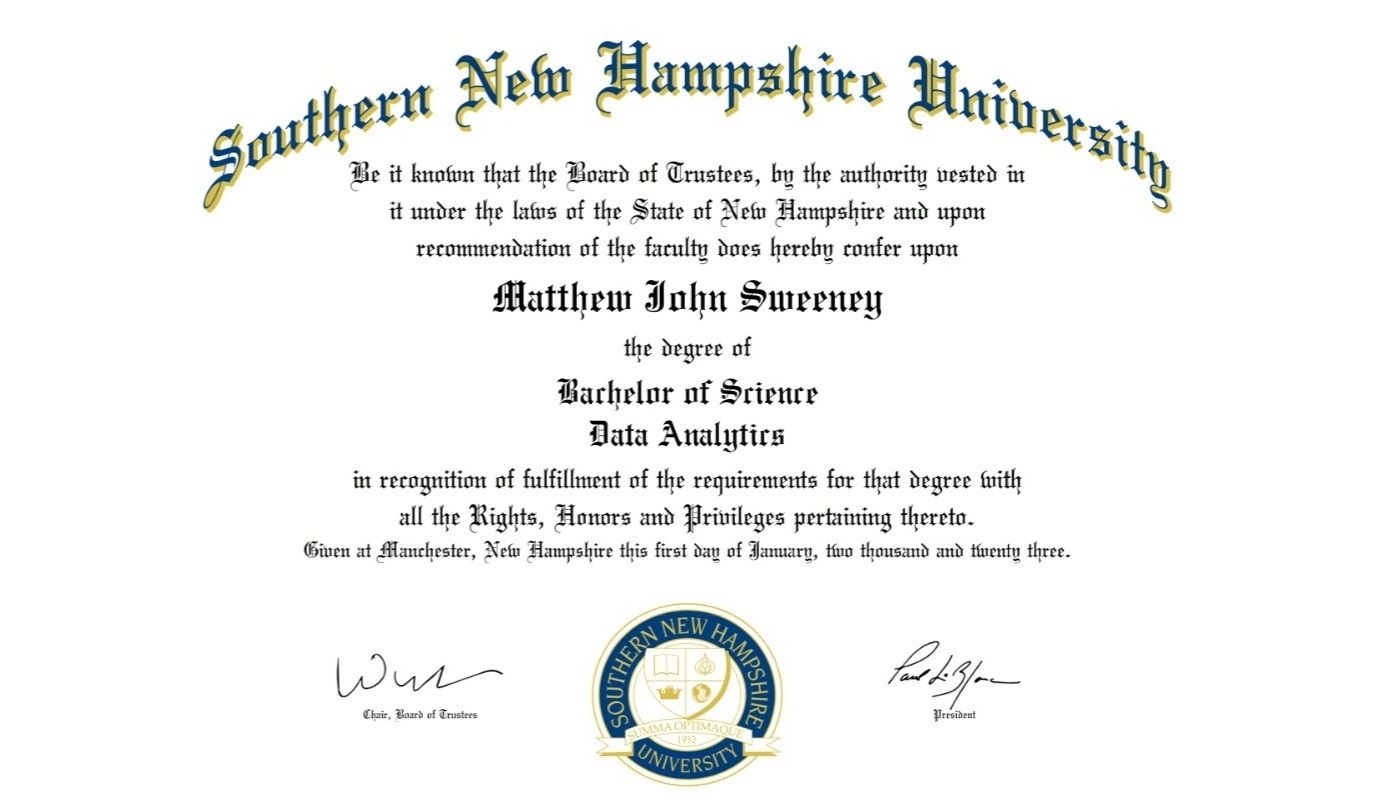 Southern New Hampshire University
Be it known that the Board of Trustees, by the authority vested in
it under the laws of the State of New Hampshire and upon
recommendation of the faculty does hereby confer upon
Matthew John Sweeney
the degree of
Bachelor of Science
Data Analytics
in recognition of fulfillment of the requirements for that degree with
all the Rights, Honors and Privileges pertaining thereto.
Given at Manchester, New Hampshire this first day of January, two thousand and twenty three.
SOUTHERN NEW HAMPSHIRE
SUMMA OPTIMAQUE
1932
UNIVERSITY
Paul LeBlanc
Chair, Board of Trustees
President